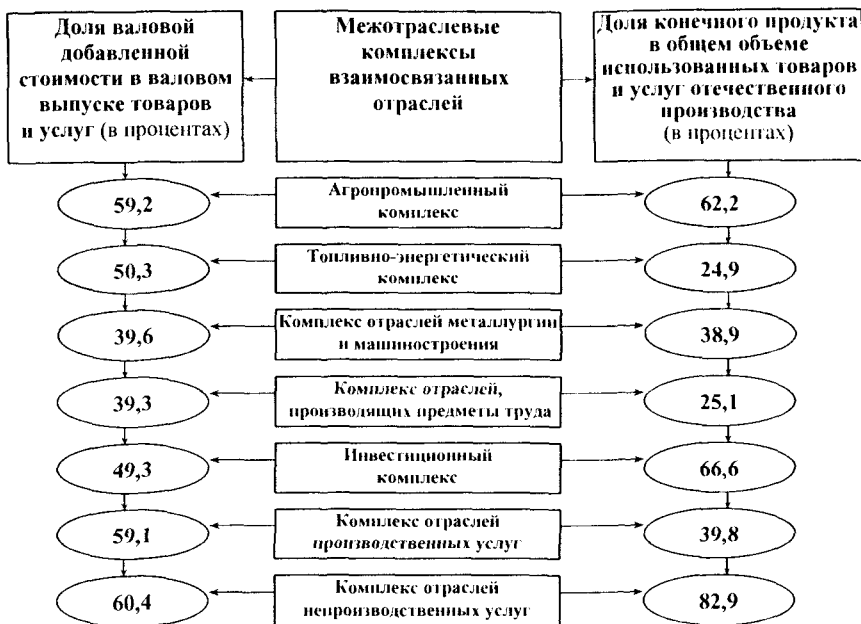 Доля валовой
добавленной
стоимости в валовом
выпуске товаров
и услуг (в процентах)
Межотраслевые
комплексы
взаимосвязанных
отраслей
Доля конечного продукта
в общем объеме
использованных товаров
и услуг отечественного
производства
(в процентах)
59,2
Агропромышленный
комплекс
62,2
50,3
Топливно-энергетический
комплекс
24,9
39,6
Комплекс отраслей металлургии
и машиностроения
38,9
39,3
Комплекс отраслей,
производящих предметы труда
25,1
49,3
Инвестиционный
комплекс
66,6
59,1
Комплекс отраслей
производственных услуг
39,8
60,4
Комплекс отраслей
непроизводственных услуг
82,9